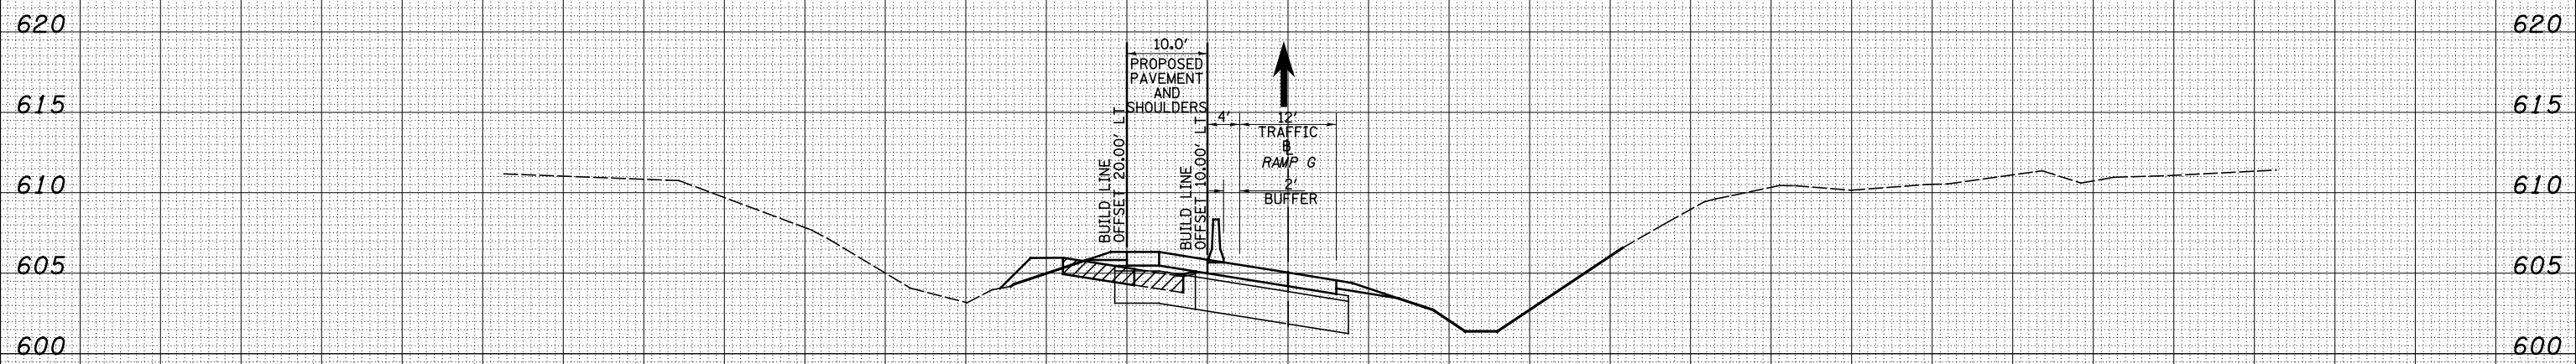 620
620
10.0'
PROPOSED
PAVEMENT
AND
SHOULDERS
615
615
4'
12'
TRAFFIC
BUILD LINE
OFFSET 20.00' LT
BUILD LINE
OFFSET 10.00' LT
B
RAMP G
610
610
2'
BUFFER
605
605
600
600